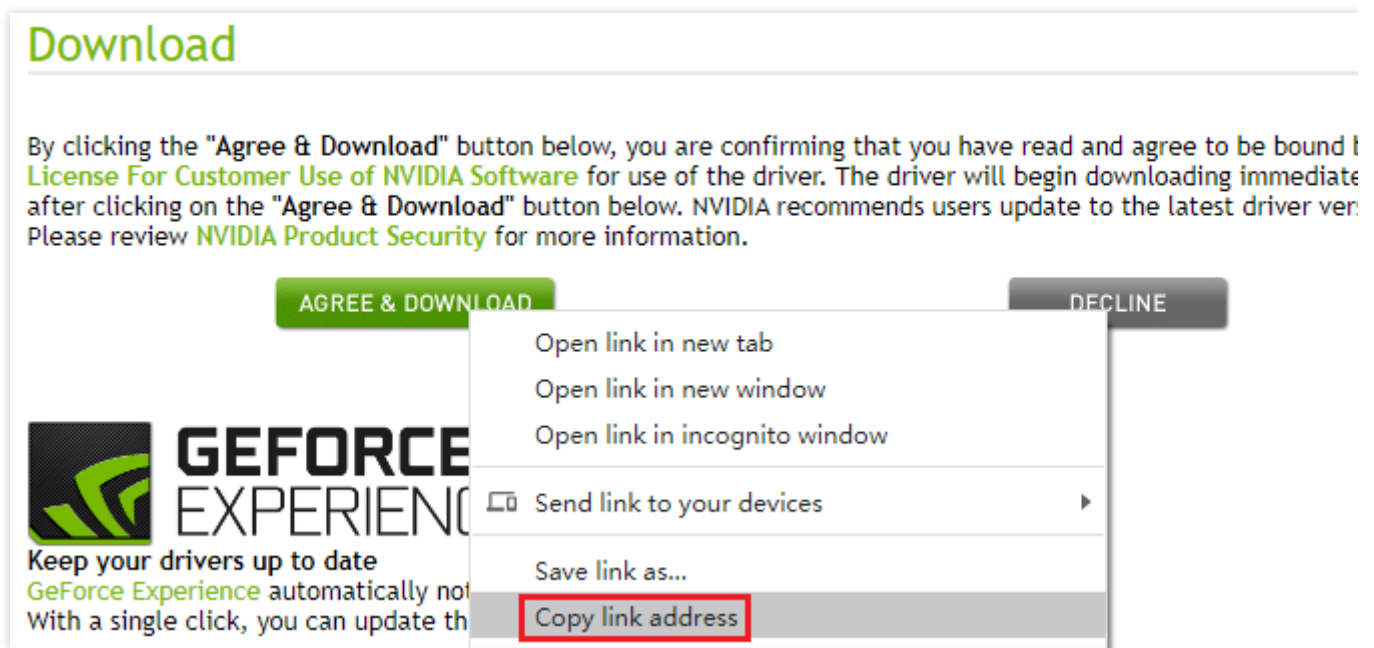 Download
By clicking the "Agree & Download" button below, you are confirming that you have read and agree to be bound
License For Customer Use of NVIDIA Software for use of the driver. The driver will begin downloading
after clicking on the "Agree & Download" button below. NVIDIA recommends users update to the latest driver
Please review NVIDIA Product Security for more information.
AGREE & DOWNLOAD
DECLINE
Open link in new tab
Open link in new window
Open link in incognito window
Send link to your devices
Save link as...
Copy link address
GEFORCE
Keep your drivers up to date
GeForce Experience automatically
With a single click, you can update